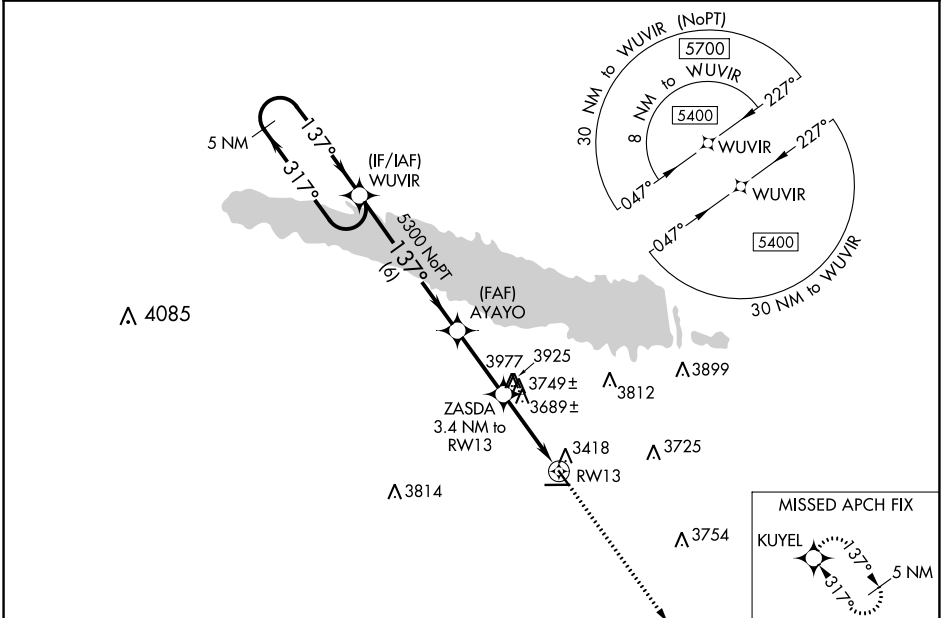 30 NM to WUVIR (NoPT)
5700
8 NM to WUVIR
5400
227°
WUVIR
047°
227°
WUVIR
047°
5400
30 NM to WUVIR
5 NM
137°
317°
(IF/IAF)
WUVIR
5300 NoPT
137°
(6)
(FAF)
AYAYO
4085
3977
3925
3749±
3689±
3812
3899
ZASDA
3.4 NM to
RW13
3418
RW13
3725
3814
3754
MISSED APCH FIX
KUYEL
137°
317°
5 NM